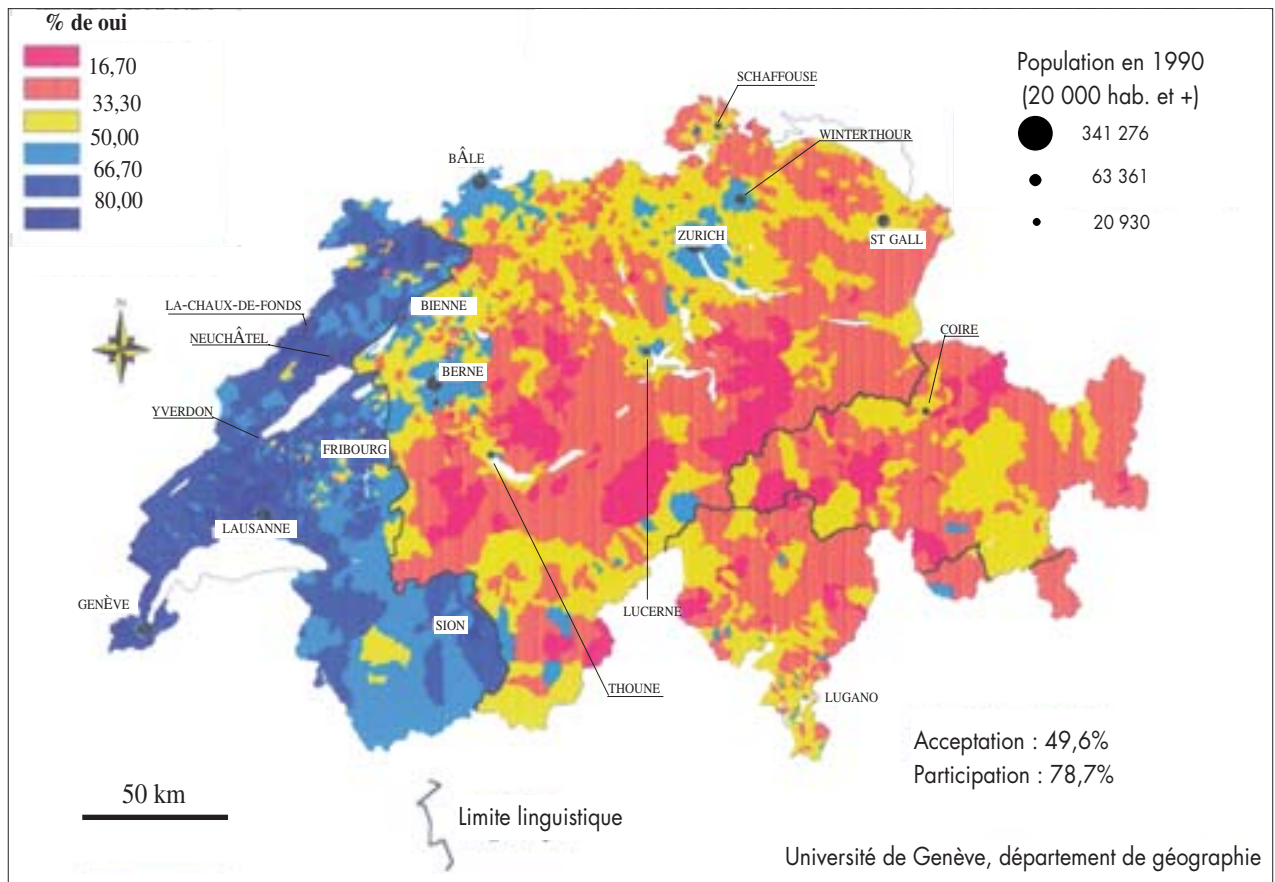 % de oui
16,70
33,30
50,00
66,70
80,00
Population en 1990
(20 000 hab. et +)
341 276
63 361
20 930
SCHAFFOUSE
WINTERTHOUR
BÂLE
ZURICH
ST GALL
LA-CHAUX-DE-FONDS
BIENNE
NEUCHÂTEL
COIRE
BERNE
YVERDON
FRIBOURG
LAUSANNE
GENÈVE
SION
LUCERNE
THOUNE
LUGANO
Acceptation : 49,6%
Participation : 78,7%
50 km
Limite linguistique
Université de Genève, département de géographie